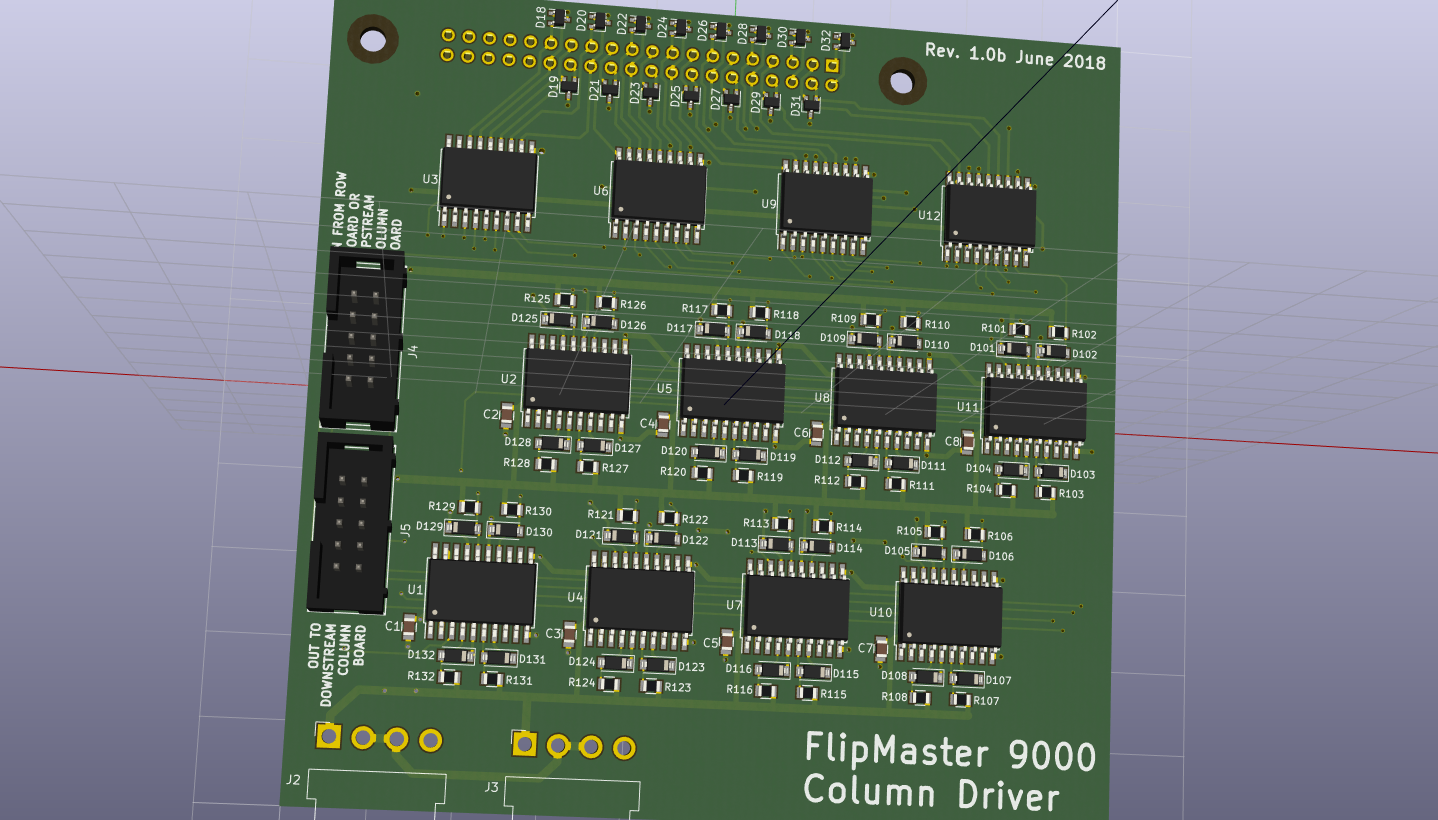 D18 D20 D22 D24 D26 D28 D30 D32
Rev. 1.0b June 2018
D19 D21 D23 D25 D27 D29 D31
U3 U6 U9 U12
FROM ROW
OARD OR
PSTREAM
OLUMN
OARD
J4
R125 R126 R117 R118 R109 R110 R101 R102
D125 D126 D117 D118 D109 D110 D101 D102
U2 U5 U8 U11
C2 C4 C6 C8
D128 D127 D120 D119 D112 D111 D104 D103
R128 R127 R120 R119 R112 R111 R104 R103
J5
R129 R130 R121 R122 R113 R114 R105 R106
D129 D130 D121 D122 D113 D114 D105 D106
U1 U4 U7 U10
C1 C3 C5 C7
OUT TO
DOWNSTREAM
COLUMN
BOARD
D132 D131 D124 D123 D116 D115 D108 D107
R132 R131 R124 R123 R116 R115 R108 R107
J2 J3
FlipMaster 9000
Column Driver